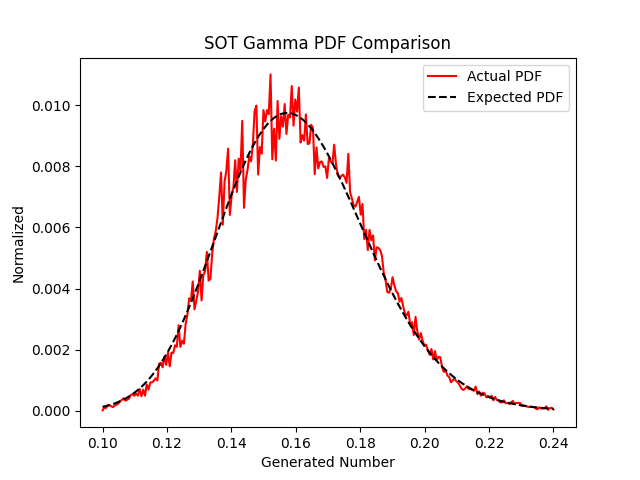 SOT Gamma PDF Comparison
Actual PDF
Expected PDF
Normalized
0.010
0.008
0.006
0.004
0.002
0.000
0.10 0.12 0.14 0.16 0.18 0.20 0.22 0.24
Generated Number